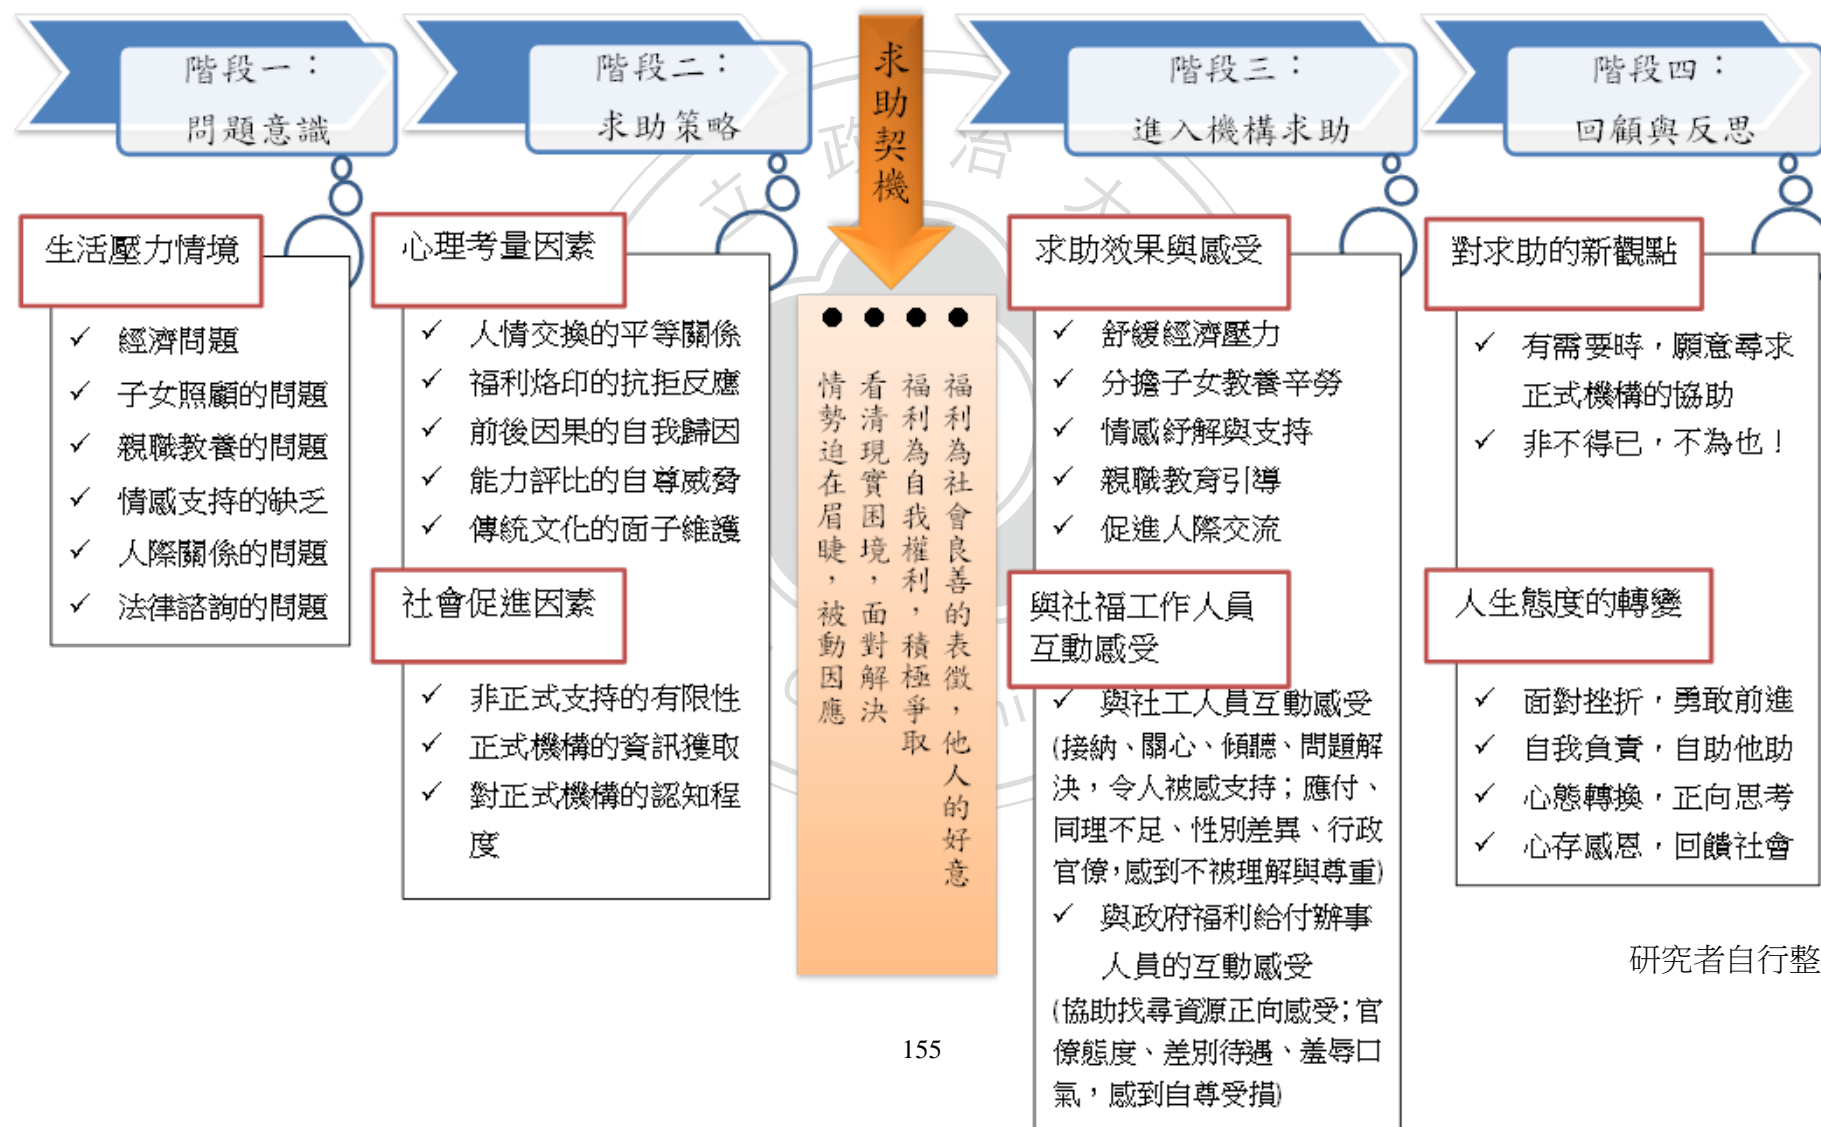 階段一：
問題意識
生活壓力情境
✓ 經濟問題
✓ 子女照顧的問題
✓ 親職教養的問題
✓ 情感支持的缺乏
✓ 人際關係的問題
✓ 法律諮詢的問題
階段二：
求助策略
心理考量因素
✓ 人情交換的平等關係
✓ 福利烙印的抗拒反應
✓ 前後因果的自我歸因
✓ 能力評比的自尊威脅
✓ 傳統文化的面子維護
社會促進因素
✓ 非正式支持的有限性
✓ 正式機構的資訊獲取
✓ 對正式機構的認知程
度
求助契機
● 福利為社會良善的表徵，他人的好意
● 福利為自我權利，積極爭取
● 看清現實困境，面對解決
● 情勢迫在眉睫，被動因應
階段三：
進入機構求助
求助效果與感受
✓ 舒緩經濟壓力
✓ 分擔子女教養辛勞
✓ 情感紓解與支持
✓ 親職教育引導
✓ 促進人際交流
與社福工作人員
互動感受
✓ 與社工人員互動感受
(接納、關心、傾聽、問題解
決，令人被感支持；應付、
同理不足、性別差異、行政
官僚，感到不被理解與尊重)
✓ 與政府福利給付辦事
人員的互動感受
(協助找尋資源正向感受；官
僚態度、差別待遇、羞辱口
氣，感到自尊受損)
階段四：
回顧與反思
對求助的新觀點
✓ 有需要時，願意尋求
正式機構的協助
✓ 非不得已，不為也！
人生態度的轉變
✓ 面對挫折，勇敢前進
✓ 自我負責，自助他助
✓ 心態轉換，正向思考
✓ 心存感恩，回饋社會
研究者自行整
155
立政治大